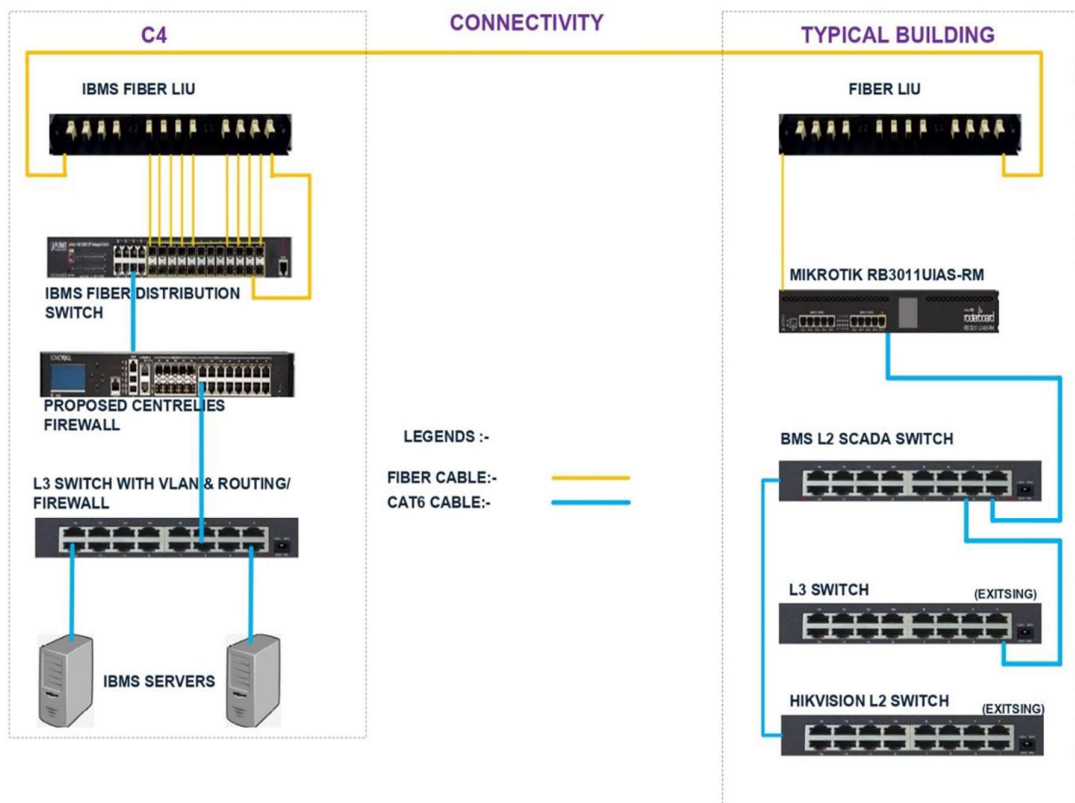 CONNECTIVITY
C4
IBMS FIBER LIU
IBMS FIBER DISTRIBUTION
SWITCH
PROPOSED CENTRELIES
FIREWALL
L3 SWITCH WITH VLAN & ROUTING/
FIREWALL
IBMS SERVERS
LEGENDS :-
FIBER CABLE:-
CAT6 CABLE:-
TYPICAL BUILDING
FIBER LIU
MIKROTIK RB3011UIAS-RM
BMS L2 SCADA SWITCH
L3 SWITCH
(EXITSING)
HIKVISION L2 SWITCH
(EXITSING)